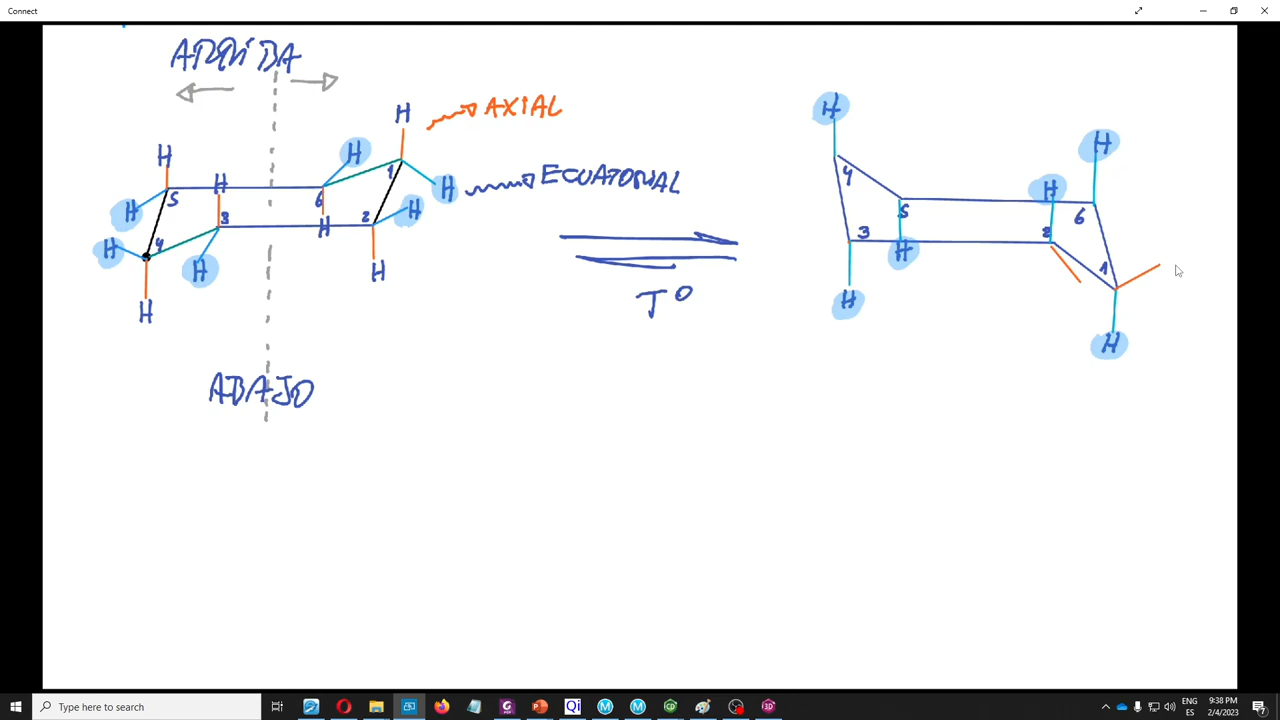 Connect
ARRIBA
H AXIAL
H H
H H ECUATORIAL
5 H 6 1 H
H 3 2 H
H 4 H H
H H
T°
ABAJO
H H
4 H
5 2 6
3 H 1
H H
Type here to search
ENG 9:38 PM
ES 2/4/2023